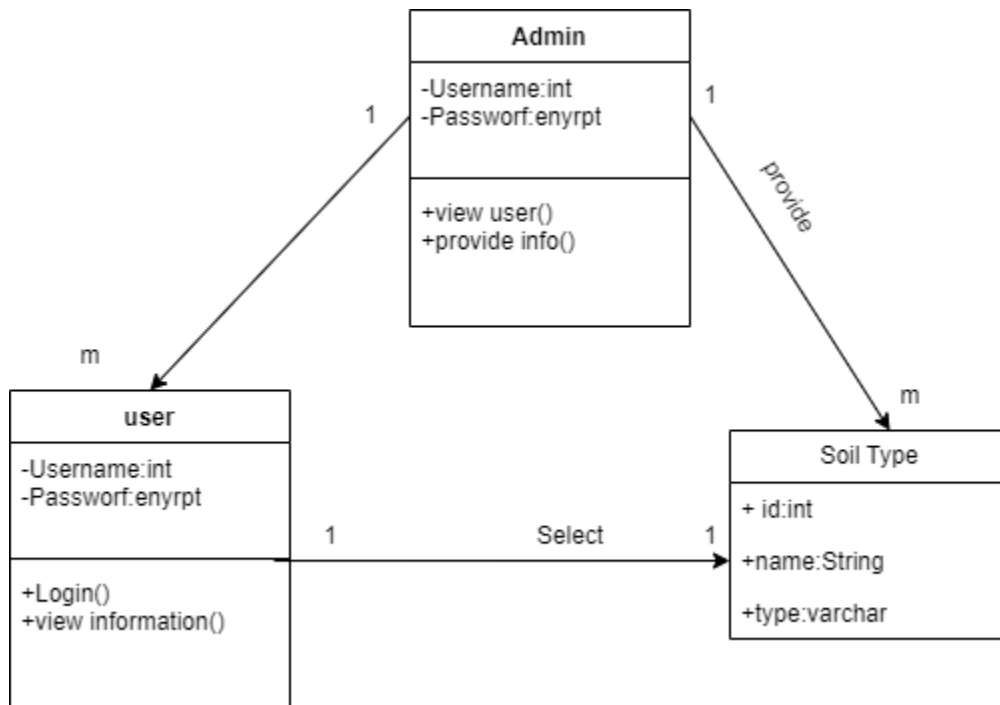 Admin
-Username:int
-Passworf:enyrpt
+view user()
+provide info()
1
1
provide
m
m
user
-Username:int
-Passworf:enyrpt
+Login()
+view information()
1
Select
1
Soil Type
+ id:int
+name:String
+type:varchar